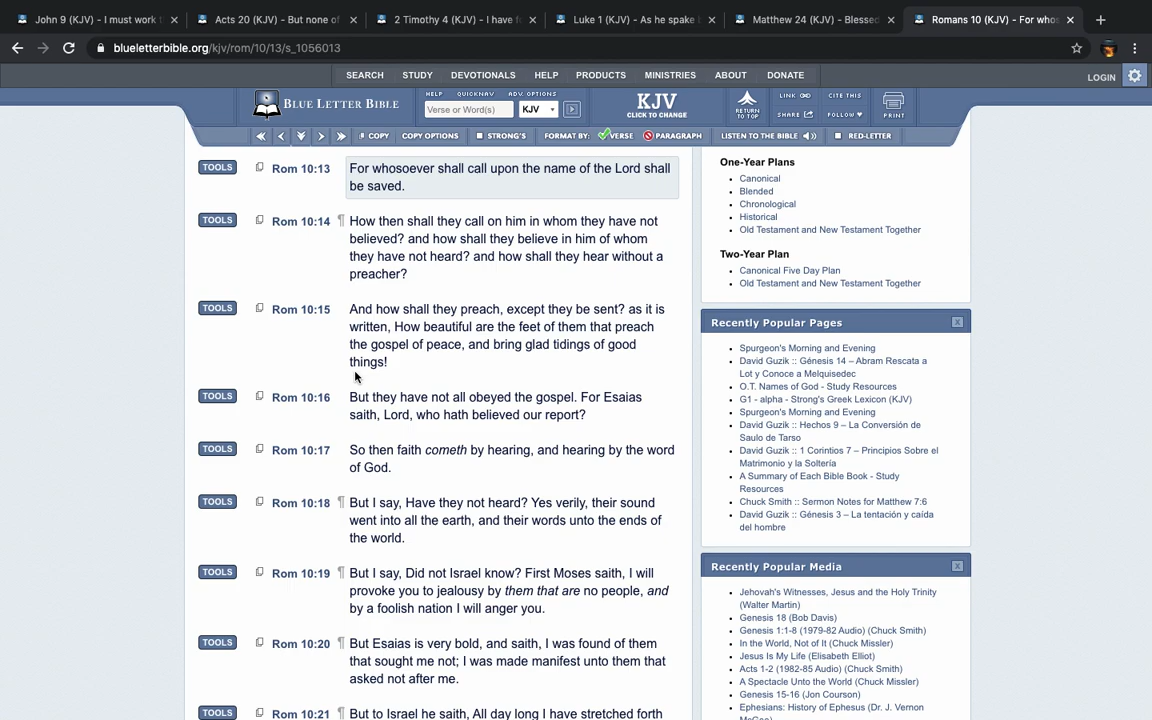 John 9 (KJV) - I must work t
Acts 20 (KJV) - But none of
2 Timothy 4 (KJV) - I have f
Luke 1 (KJV) - As he spake
Matthew 24 (KJV) - Blessed
Romans 10 (KJV) - For whos
blueletterbible.org/kjv/rom/10/13/s_1056013
SEARCH STUDY DEVOTIONALS HELP PRODUCTS MINISTRIES ABOUT DONATE
LOGIN
BLUE LETTER BIBLE
HELP QUICKNAV ADV. OPTIONS
Verse or Word(s) KJV
KJV
CLICK TO CHANGE
RETURN TO TOP
LINK
SHARE
CITE THIS
FOLLOW
PRINT
COPY COPY OPTIONS STRONG'S FORMAT BY: VERSE PARAGRAPH LISTEN TO THE BIBLE RED-LETTER
TOOLS Rom 10:13 For whosoever shall call upon the name of the Lord shall
be saved.
TOOLS Rom 10:14 ¶ How then shall they call on him in whom they have not
believed? and how shall they believe in him of whom
they have not heard? and how shall they hear without a
preacher?
TOOLS Rom 10:15 And how shall they preach, except they be sent? as it is
written, How beautiful are the feet of them that preach
the gospel of peace, and bring glad tidings of good
things!
TOOLS Rom 10:16 But they have not all obeyed the gospel. For Esaias
saith, Lord, who hath believed our report?
TOOLS Rom 10:17 So then faith cometh by hearing, and hearing by the word
of God.
TOOLS Rom 10:18 ¶ But I say, Have they not heard? Yes verily, their sound
went into all the earth, and their words unto the ends of
the world.
TOOLS Rom 10:19 ¶ But I say, Did not Israel know? First Moses saith, I will
provoke you to jealousy by them that are no people, and
by a foolish nation I will anger you.
TOOLS Rom 10:20 ¶ But Esaias is very bold, and saith, I was found of them
that sought me not; I was made manifest unto them that
asked not after me.
TOOLS Rom 10:21 ¶ But to Israel he saith, All day long I have stretched forth
One-Year Plans
Canonical
Blended
Chronological
Historical
Old Testament and New Testament Together
Two-Year Plan
Canonical Five Day Plan
Old Testament and New Testament Together
Recently Popular Pages
Spurgeon's Morning and Evening
David Guzik :: Génesis 14 – Abram Rescata a
Lot y Conoce a Melquisedec
O.T. Names of God - Study Resources
G1 - alpha - Strong's Greek Lexicon (KJV)
Spurgeon's Morning and Evening
David Guzik :: Hechos 9 – La Conversión de
Saulo de Tarso
David Guzik :: 1 Corintios 7 – Principios Sobre el
Matrimonio y la Soltería
A Summary of Each Bible Book - Study
Resources
Chuck Smith :: Sermon Notes for Matthew 7:6
David Guzik :: Génesis 3 – La tentación y caída
del hombre
Recently Popular Media
Jehovah's Witnesses, Jesus and the Holy Trinity
(Walter Martin)
Genesis 18 (Bob Davis)
Genesis 1:1-8 (1979-82 Audio) (Chuck Smith)
In the World, Not of It (Chuck Missler)
Jesus Is My Life (Elisabeth Elliot)
Acts 1-2 (1982-85 Audio) (Chuck Smith)
A Spectacle Unto the World (Chuck Missler)
Genesis 15-16 (Jon Courson)
Ephesians: History of Ephesus (Dr. J. Vernon
McGee)